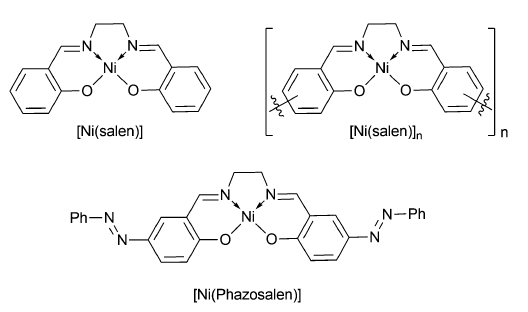 N N
Ni
O O
[Ni(salen)]
N N
Ni
O O
n
[Ni(salen)]n
N N
Ni
O O
Ph N
N
N
N Ph
[Ni(Phazosalen)]